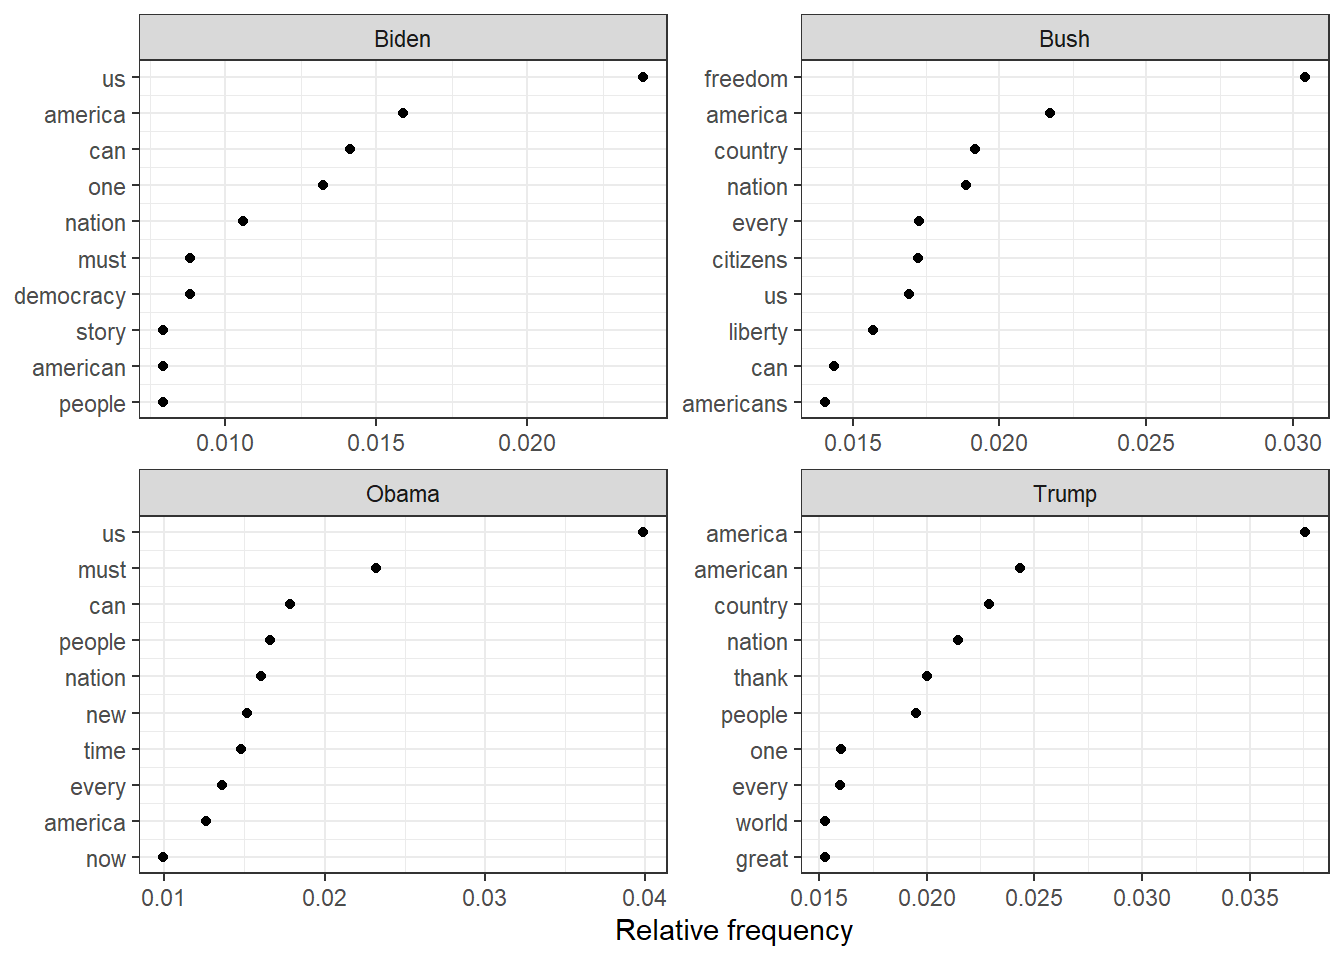 Biden
us
america
can
one
nation
must
democracy
story
american
people
0.010 0.015 0.020
Bush
freedom
america
country
nation
every
citizens
us
liberty
can
americans
0.015 0.020 0.025 0.030
Obama
us
must
can
people
nation
new
time
every
america
now
0.01 0.02 0.03 0.04
Trump
america
american
country
nation
thank
people
one
every
world
great
0.015 0.020 0.025 0.030 0.035
Relative frequency